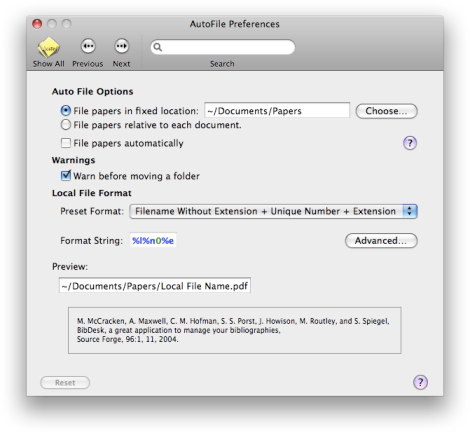 AutoFile Preferences
Show All Previous Next Search
Auto File Options
File papers in fixed location: ~/Documents/Papers Choose...
File papers relative to each document.
File papers automatically ?
Warnings
Warn before moving a folder
Local File Format
Preset Format: Filename Without Extension + Unique Number + Extension
Format String: %l%n0%e Advanced...
Preview:
~/Documents/Papers/Local File Name.pdf
M. McCracken, A. Maxwell, C. M. Hofman, S. S. Porst, J. Howison, M. Routley, and S. Spiegel,
BibDesk, a great application to manage your bibliographies,
Source Forge, 96:1, 11, 2004.
Reset ?